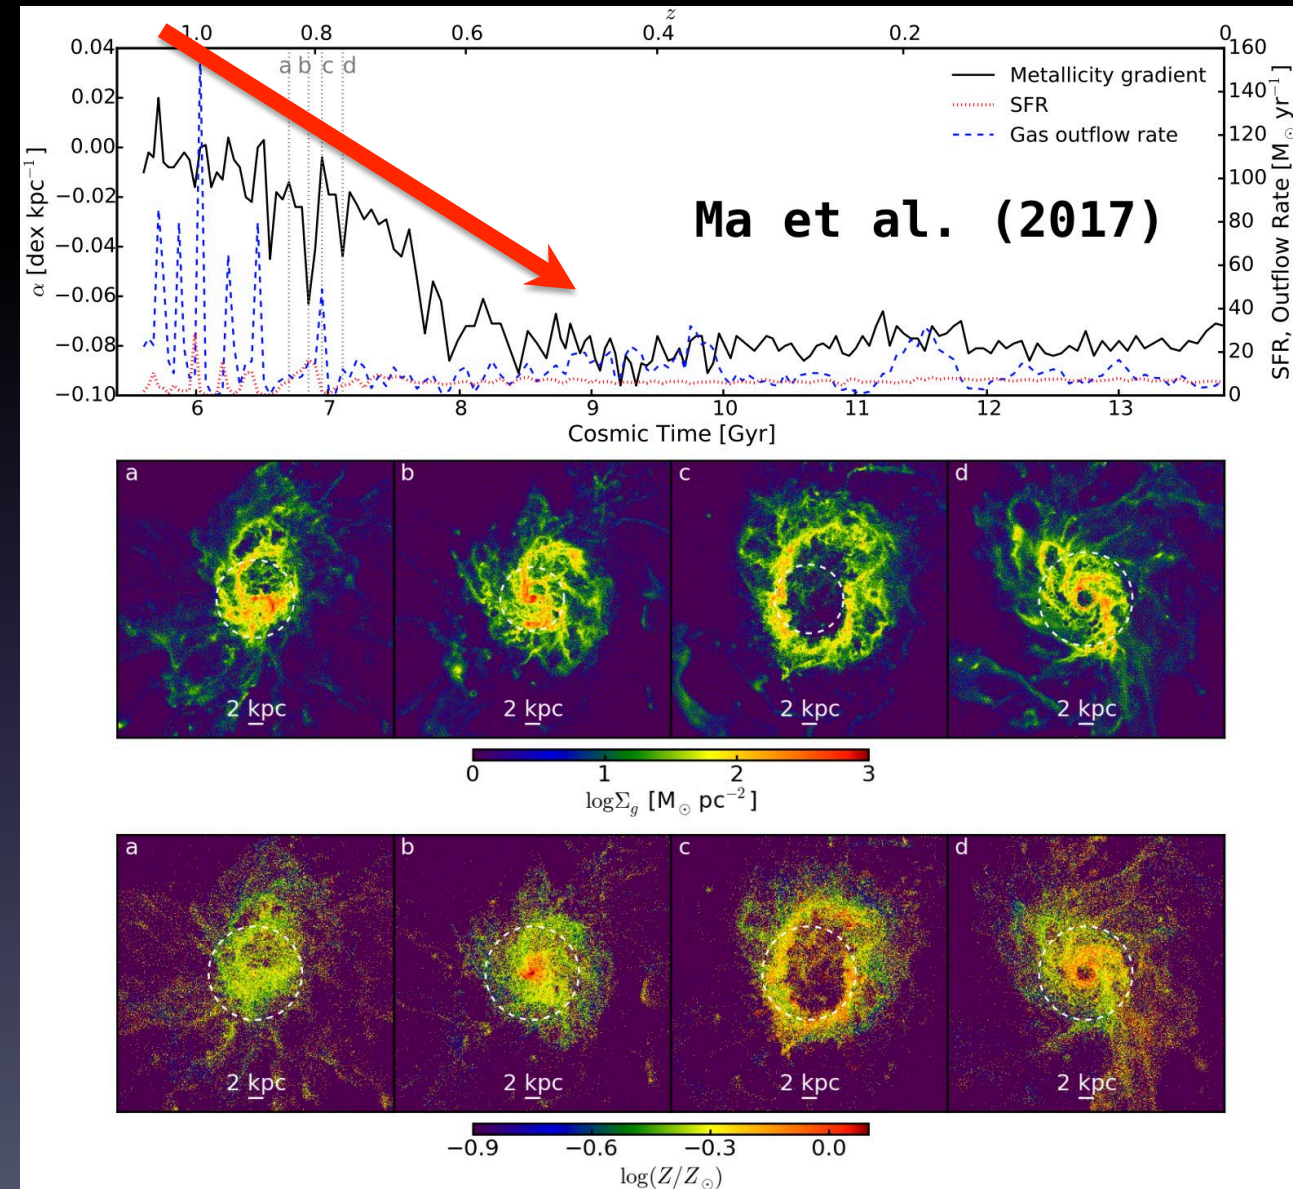 z
1.0 0.8 0.6 0.4 0.2 0
0.04 160
a b c d
Metallicity gradient
SFR
Gas outflow rate
0.02 140
0.00 120
−0.02 100
−0.04 80
−0.06 60
−0.08 40
−0.10 20
0
α [dex kpc⁻¹]
SFR, Outflow Rate [M⊙ yr⁻¹]
Ma et al. (2017)
6 7 8 9 10 11 12 13
Cosmic Time [Gyr]
a b c d
2 kpc 2 kpc 2 kpc 2 kpc
0 1 2 3
logΣg [M⊙ pc⁻²]
a b c d
2 kpc 2 kpc 2 kpc 2 kpc
−0.9 −0.6 −0.3 0.0
log(Z/Z⊙)